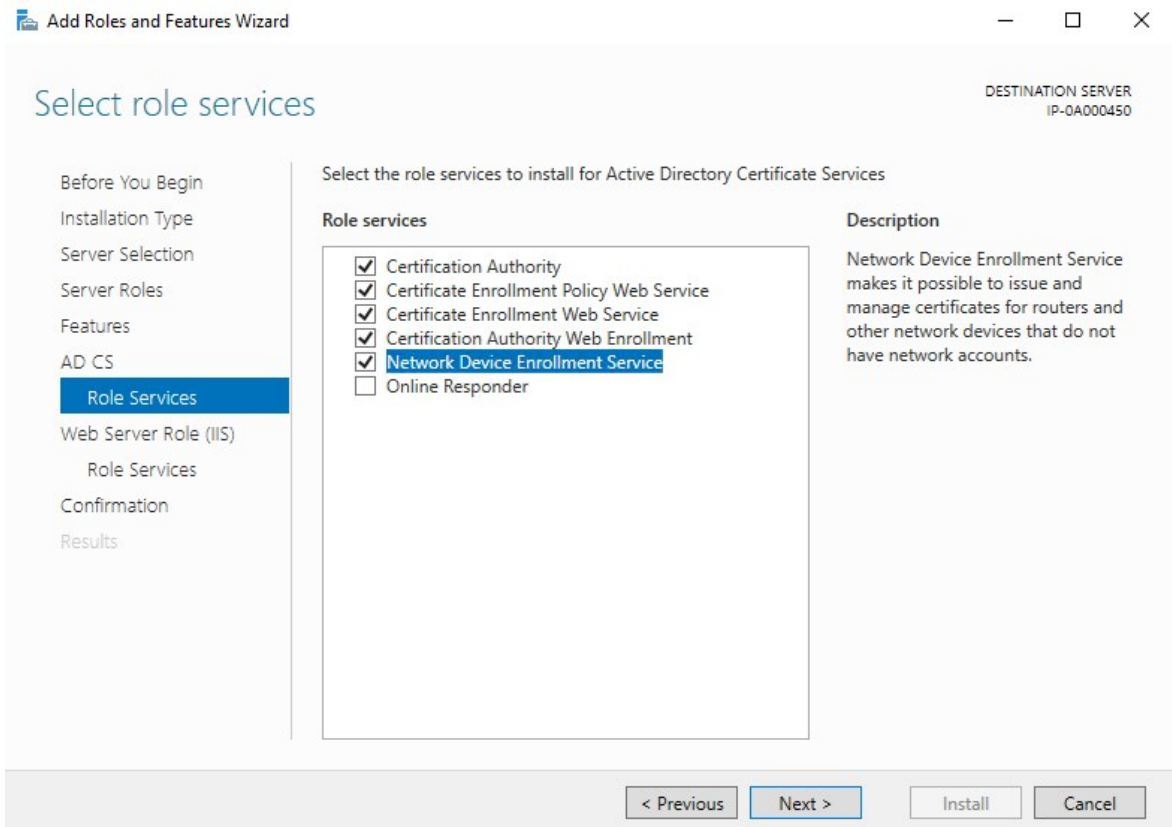 Add Roles and Features Wizard
Select role services
DESTINATION SERVER
IP-0A000450
Before You Begin
Installation Type
Server Selection
Server Roles
Features
AD CS
Role Services
Web Server Role (IIS)
Role Services
Confirmation
Results
Select the role services to install for Active Directory Certificate Services
Role services
Certification Authority
Certificate Enrollment Policy Web Service
Certificate Enrollment Web Service
Certification Authority Web Enrollment
Network Device Enrollment Service
Online Responder
Description
Network Device Enrollment Service
makes it possible to issue and
manage certificates for routers and
other network devices that do not
have network accounts.
< Previous
Next >
Install
Cancel